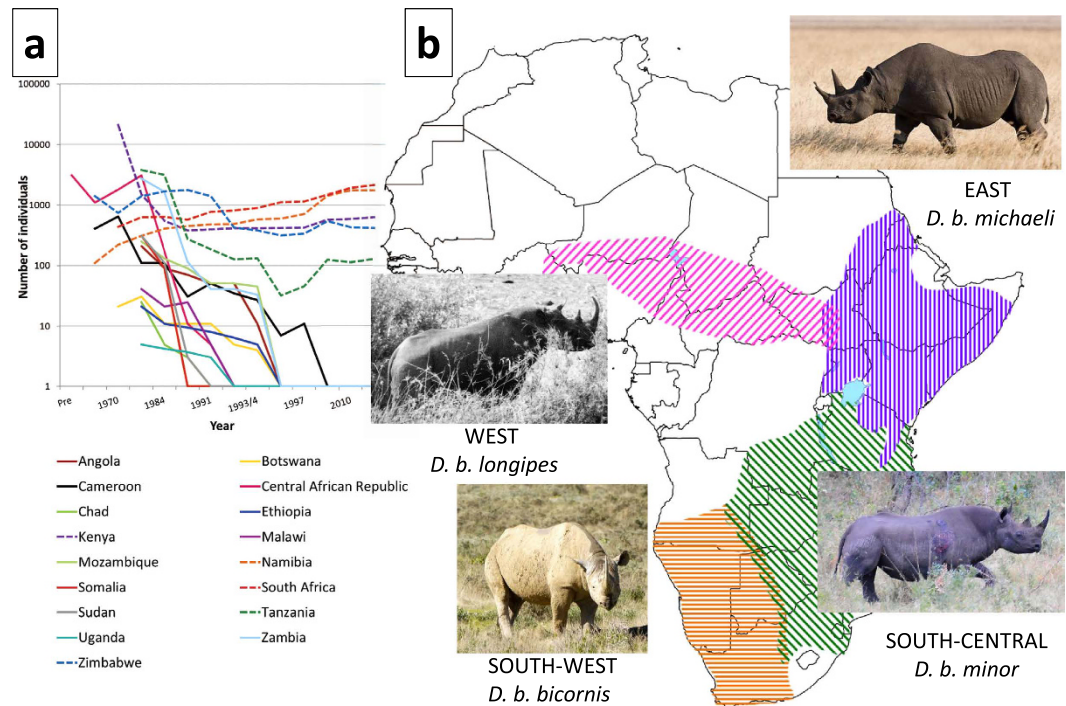 a
b
100000
10000
1000
100
10
1
Number of individuals
Pre
1970
1984
1991
1993/4
1997
2010
Year
Angola
Botswana
Cameroon
Central African Republic
Chad
Ethiopia
Kenya
Malawi
Mozambique
Namibia
Somalia
South Africa
Sudan
Tanzania
Uganda
Zambia
Zimbabwe
EAST
D. b. michaeli
WEST
D. b. longipes
SOUTH-WEST
D. b. bicornis
SOUTH-CENTRAL
D. b. minor